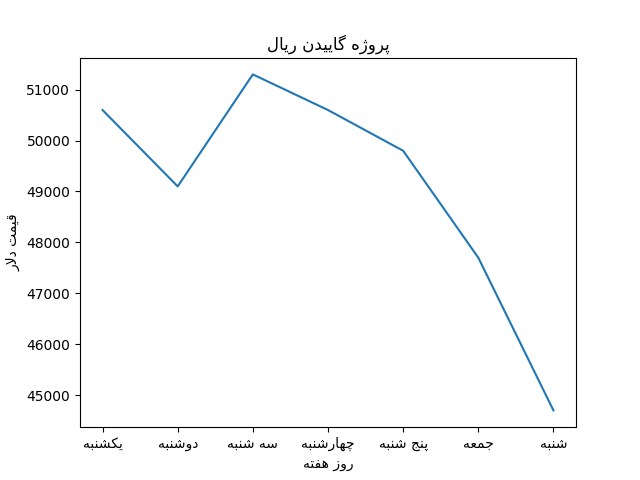 پروژه گاییدن ریال
51000
50000
49000
48000
47000
46000
45000
قیمت دلار
یکشنبه
دوشنبه
سه شنبه
چهارشنبه
پنج شنبه
جمعه
شنبه
روز هفته